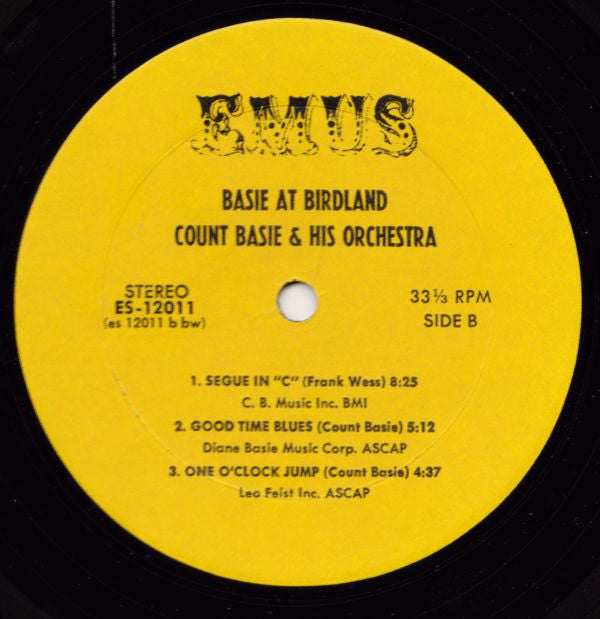 EMUS
BASIE AT BIRDLAND
COUNT BASIE & HIS ORCHESTRA
STEREO
ES-12011
(es 12011 b bw)
33⅓ RPM
SIDE B
1. SEGUE IN "C" (Frank Wess) 8:25
C. B. Music Inc. BMI
2. GOOD TIME BLUES (Count Basie) 5:12
Diane Basie Music Corp. ASCAP
3. ONE O'CLOCK JUMP (Count Basie) 4:37
Leo Feist Inc. ASCAP